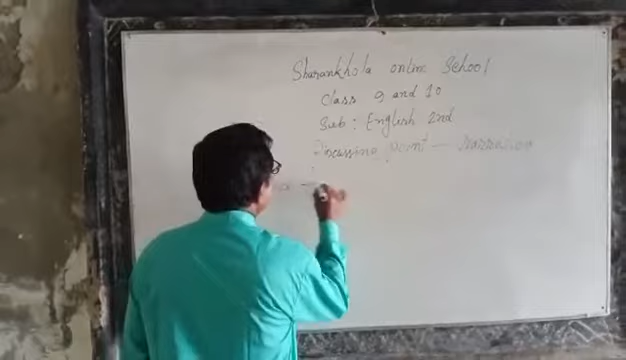 Sharankhola online School
Class 9 and 10
Sub : English 2nd
Discussing point – Narration